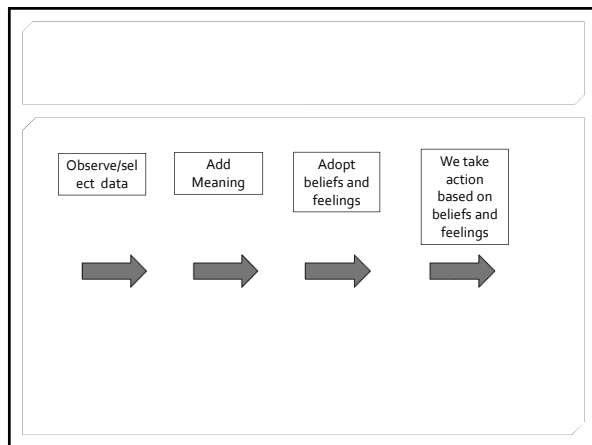 Observe/sel
ect data
Add
Meaning
Adopt
beliefs and
feelings
We take
action
based on
beliefs and
feelings